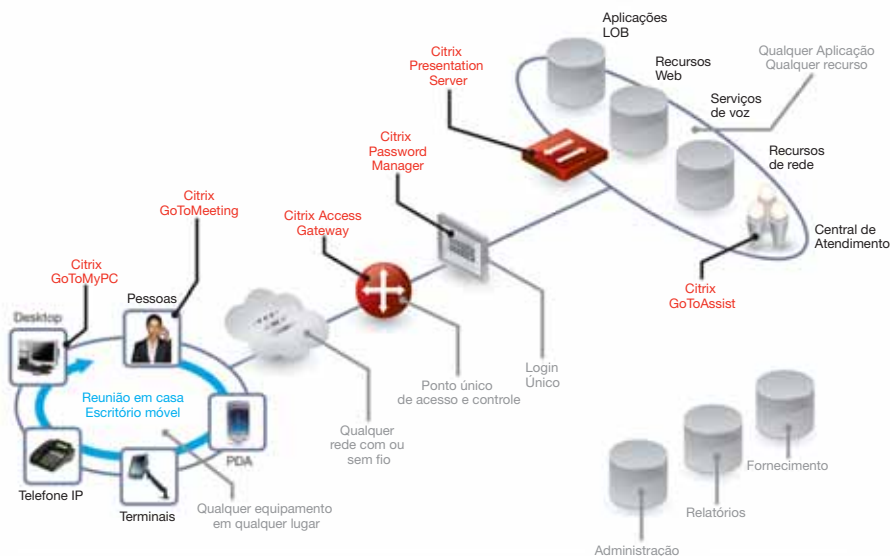 Aplicações
LOB
Citrix
Presentation
Server
Recursos
Web
Qualquer Aplicação
Qualquer recurso
Serviços
de voz
Citrix
Password
Manager
Recursos
de rede
Citrix
GoToMeeting
Citrix Access
Gateway
Central de
Atendimento
Citrix
GoToMyPC
Citrix
GoToAssist
Pessoas
Desktop
Reunião em casa
Escritório móvel
Login
Único
Ponto único
de acesso e controle
Qualquer
rede com ou
sem fio
PDA
Fornecimento
Telefone IP
Terminais
Qualquer equipamento
em qualquer lugar
Relatórios
Administração